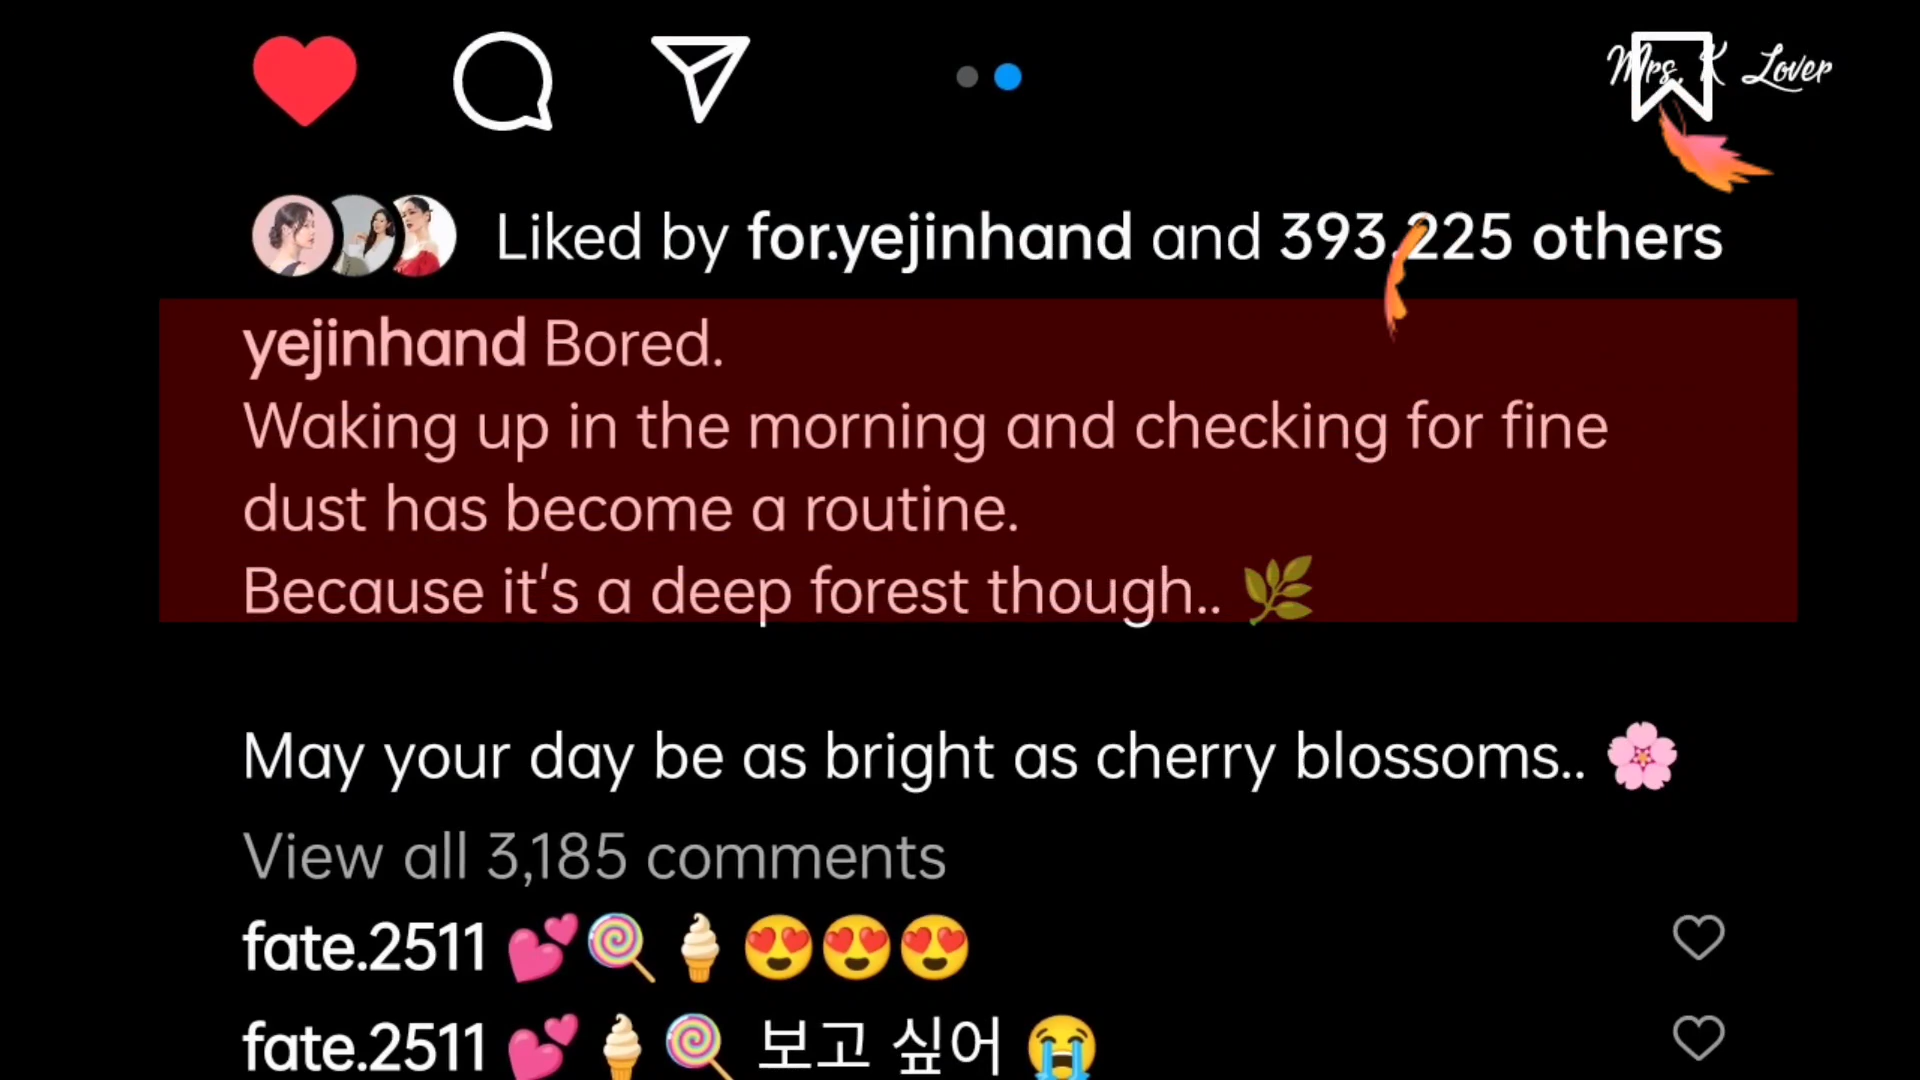 Mrs. K Lover
Liked by for.yejinhand and 393,225 others
yejinhand Bored.
Waking up in the morning and checking for fine
dust has become a routine.
Because it's a deep forest though.. 🌿
May your day be as bright as cherry blossoms.. 🌸
View all 3,185 comments
fate.2511 💕🍭🍦😍😍😍
fate.2511 💕🍦🍭 보고 싶어 😭